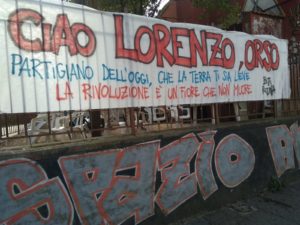 CIAO LORENZO, ORSO
PARTIGIANO DELL'OGGI, CHE LA TERRA TI SIA LIEVE
LA RIVOLUZIONE E' UN FIORE CHE NON MUORE
SPAZIO